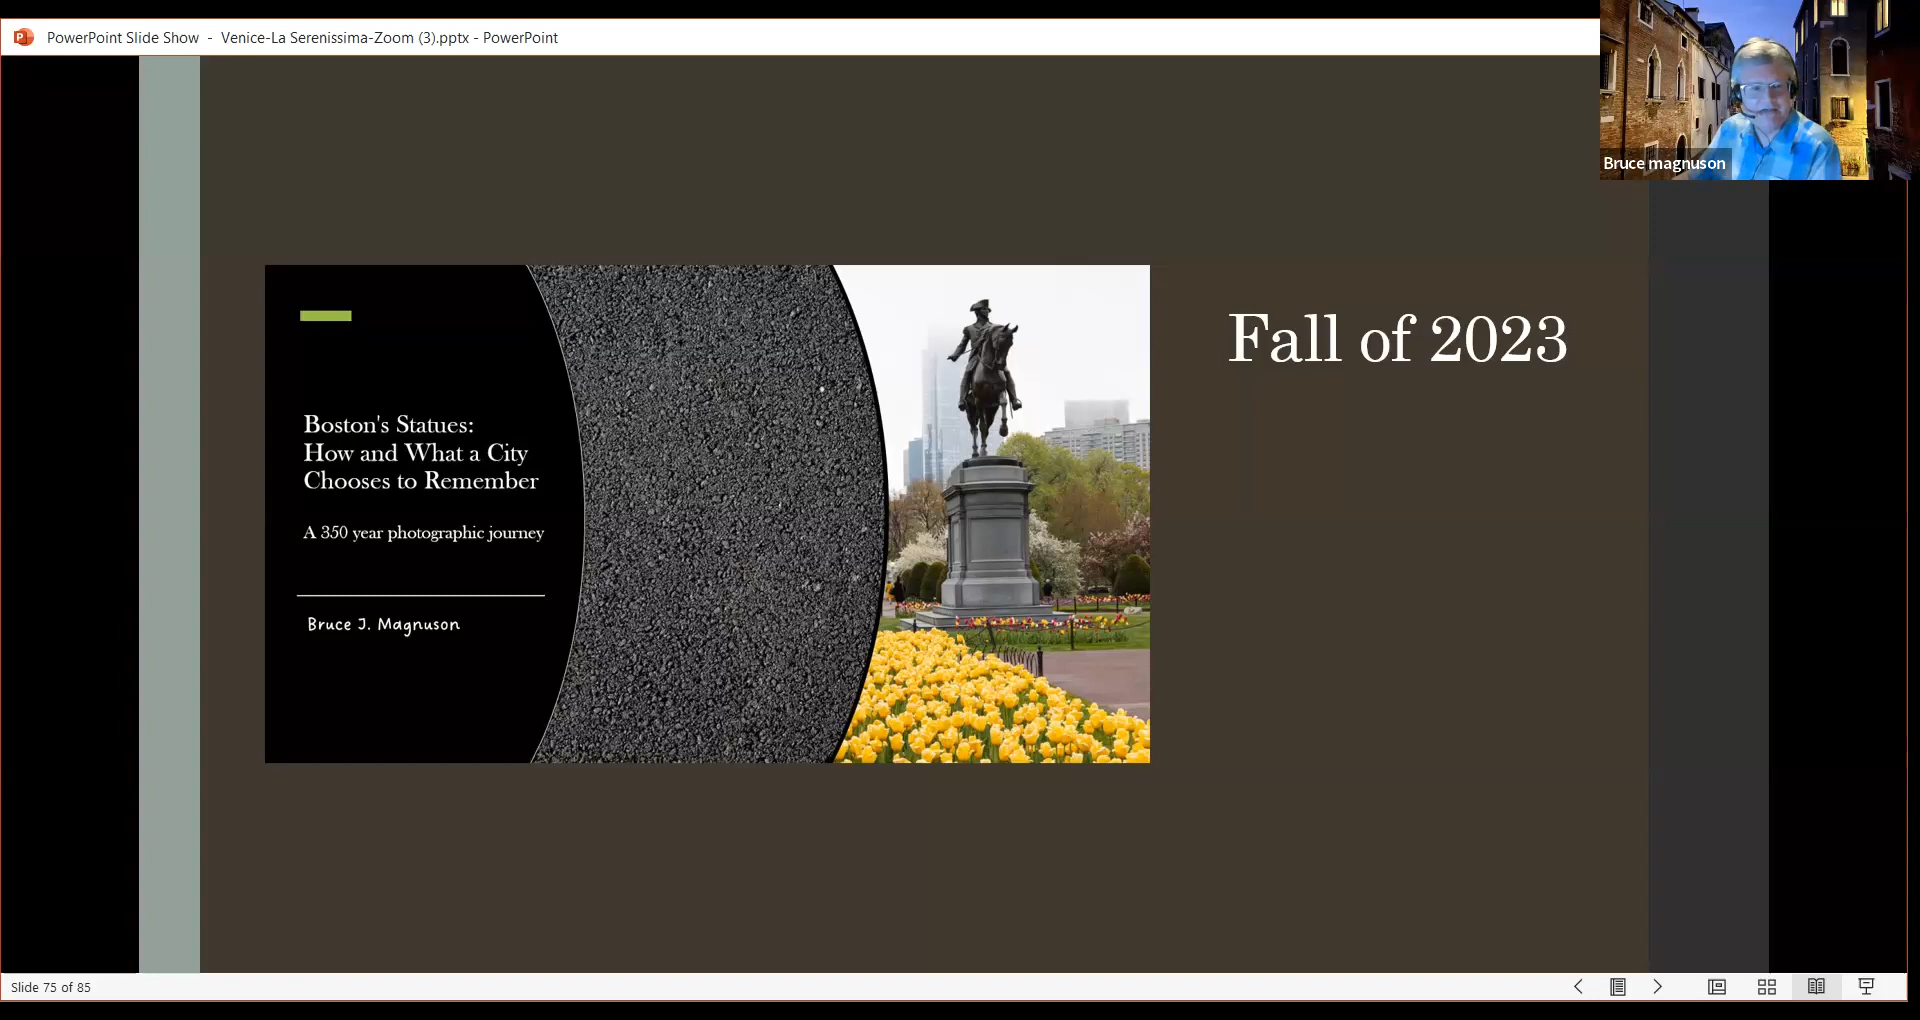 PowerPoint Slide Show - Venice-La Serenissima-Zoom (3).pptx - PowerPoint
Bruce magnuson
Fall of 2023
Boston's Statues:
How and What a City
Chooses to Remember
A 350 year photographic journey
Bruce J. Magnuson
Slide 75 of 85